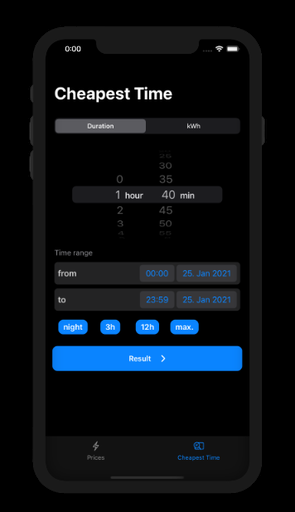 0:00
Cheapest Time
Duration kWh
30
0 35
1 hour 40 min
2 45
3 50
4 55
Time range
from 00:00 25. Jan 2021
to 23:59 25. Jan 2021
night 3h 12h max.
Result
Prices Cheapest Time